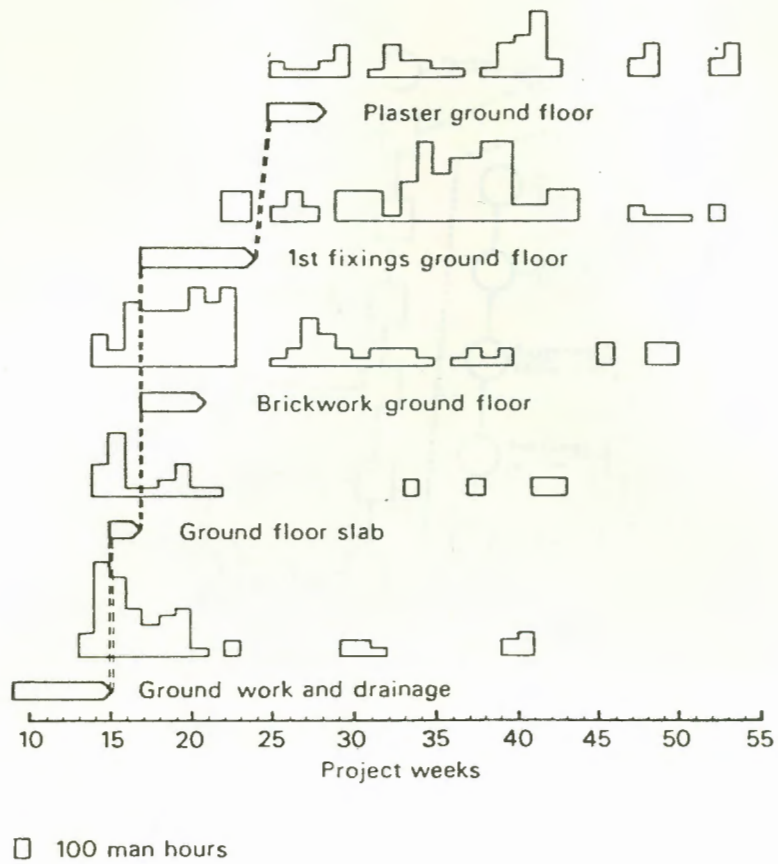 Plaster ground floor
1st fixings ground floor
Brickwork ground floor
Ground floor slab
Ground work and drainage
10 15 20 25 30 35 40 45 50 55
Project weeks
100 man hours